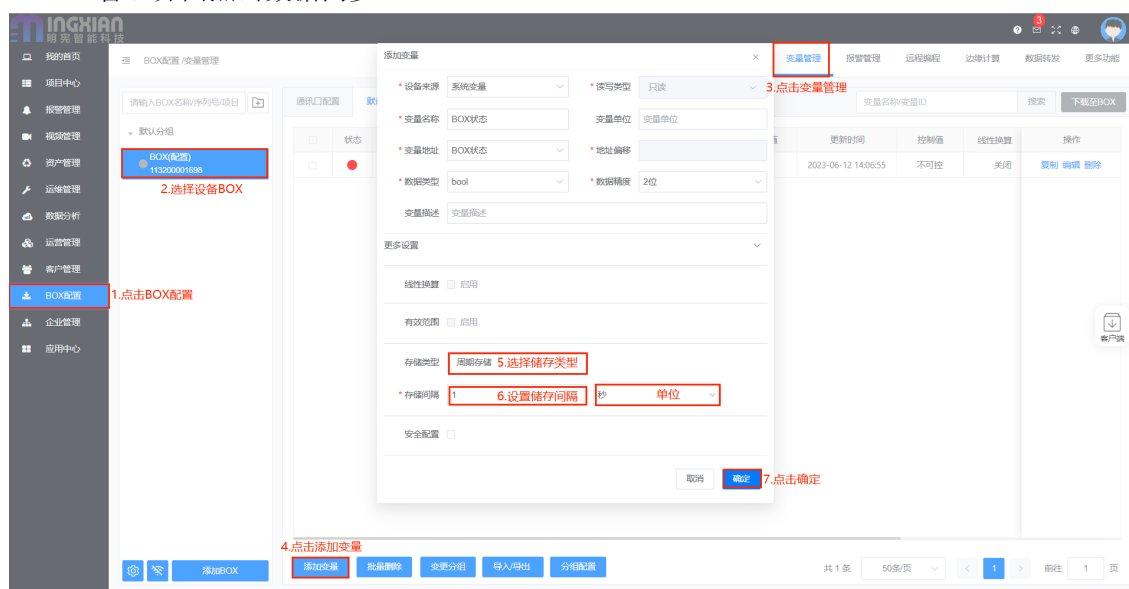 MINGXIAN
明宪智能科技
3
我的首页
项目中心
报警管理
视频管理
资产管理
运维管理
数据分析
运营管理
客户管理
BOX配置
企业管理
应用中心
1.点击BOX配置
BOX配置 /变量管理
请输入BOX名称/序列号/项目
默认分组
BOX(配置)
113200001698
2.选择设备BOX
添加BOX
变量管理
报警管理
远程编程
边缘计算
数据转发
更多功能
3.点击变量管理
通讯口配置
变量名称/变量ID
搜索
下载至BOX
状态
更新时间
控制值
线性换算
操作
2023-06-12 14:06:55
不可控
关闭
复制 编辑 删除
添加变量
* 设备来源 系统变量
* 读写类型 只读
* 变量名称 BOX状态
变量单位 变量单位
* 变量地址 BOX状态
* 地址偏移
* 数据类型 bool
* 数据精度 2位
变量描述 变量描述
更多设置
线性换算 启用
有效范围 启用
存储类型 周期存储 5.选择储存类型
* 存储间隔 1 6.设置储存间隔 秒 单位
安全配置
取消
确定
7.点击确定
客户端
4.点击添加变量
添加变量
批量删除
变更分组
导入/导出
分组配置
共 1 条
50条/页
1
前往 1 页